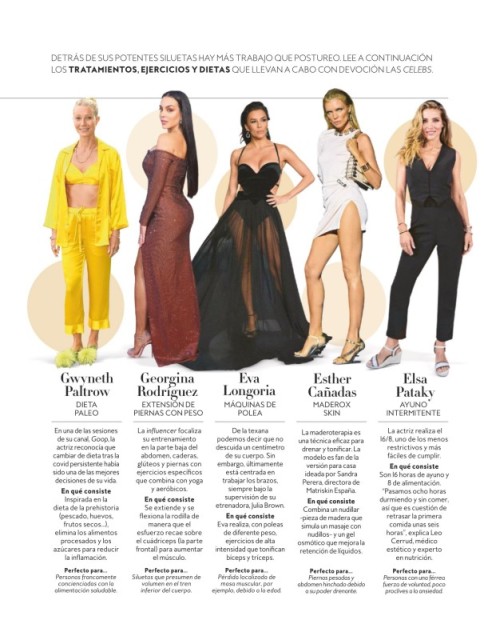 DETRÁS DE SUS POTENTES SILUETAS HAY MÁS TRABAJO QUE POSTUREO. LEE A CONTINUACIÓN
LOS TRATAMIENTOS, EJERCICIOS Y DIETAS QUE LLEVAN A CABO CON DEVOCIÓN LAS CELEBS.
Gwyneth
Paltrow
DIETA
PALEO
En una de las sesiones
de su canal, Goop, la
actriz reconocía que
cambiar de dieta tras la
covid persistente había
sido una de las mejores
decisiones de su vida.
En qué consiste
Inspirada en la
dieta de la prehistoria
(pescado, huevos,
frutos secos...),
elimina los alimentos
procesados y los
azúcares para reducir
la inflamación.
Perfecto para...
Personas francamente
concienciadas con la
alimentación saludable.
Georgina
Rodríguez
EXTENSIÓN DE
PIERNAS CON PESO
La influencer focaliza
su entrenamiento
en la parte baja del
abdomen, caderas,
glúteos y piernas con
ejercicios específicos
que combina con yoga
y aeróbicos.
En qué consiste
Se extiende y se
flexiona la rodilla
de manera que el
esfuerzo recae sobre
el cuádriceps (la parte
frontal) para aumentar
el músculo.
Perfecto para...
Siluetas que presumen de
volumen en el tren
inferior del cuerpo.
Eva
Longoria
MÁQUINAS DE
POLEA
De la texana
podemos decir que no
descuida un centímetro
de su cuerpo. Sin
embargo, últimamente
está centrada en
trabajar los brazos,
siempre bajo la
supervisión de su
entrenadora, Julia Brown.
En qué consiste
Eva realiza, con poleas
de diferente peso,
ejercicios de alta
intensidad que tonifican
bíceps y tríceps.
Perfecto para...
Pérdida localizada de
masa muscular, por
ejemplo, debido a la edad.
Esther
Cañadas
MADEROX
SKIN
La maderoterapia es
una técnica eficaz para
drenar y tonificar. La
modelo es fan de la
versión para casa
ideada por Sandra
Perera, directora de
Matriskin España.
En qué consiste
Combina un nudillar
-pieza de madera que
simula un masaje con
nudillos- y un gel
osmótico que mejora la
retención de líquidos.
Perfecto para...
Piernas pesadas y
abdomen hinchado debido
a su poder drenante.
Elsa
Pataky
AYUNO
INTERMITENTE
La actriz realiza el
16/8, uno de los menos
restrictivos y más
fáciles de cumplir.
En qué consiste
Son 16 horas de ayuno y
8 de alimentación.
"Pasamos ocho horas
durmiendo y sin comer,
así que es cuestión de
retrasar la primera
comida unas seis
horas", explica Leo
Cerrud, médico
estético y experto
en nutrición.
Perfecto para...
Personas con una férrea
fuerza de voluntad, poco
proclives a la ansiedad.